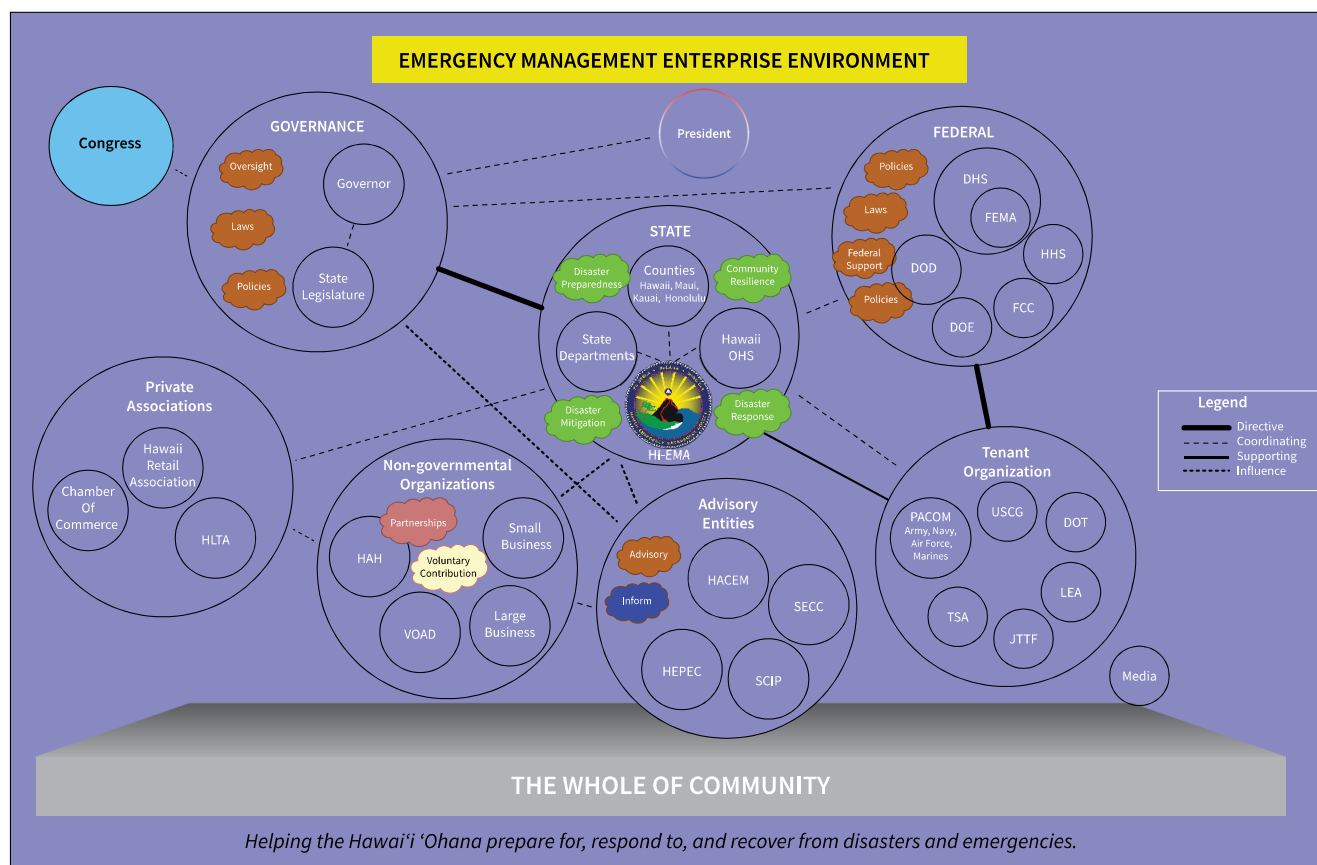 EMERGENCY MANAGEMENT ENTERPRISE ENVIRONMENT
Congress
GOVERNANCE
Oversight
Governor
Laws
Policies
State
Legislature
President
FEDERAL
Policies
DHS
Laws
FEMA
Federal
Support
DOD
HHS
Policies
FCC
DOE
STATE
Disaster
Preparedness
Counties
Hawaii, Maui,
Kauai, Honolulu
Community
Resilience
State
Departments
Hawaii
OHS
Disaster
Mitigation
Disaster
Response
HI-EMA
Private
Associations
Hawaii
Retail
Association
Chamber
Of
Commerce
HLTA
Non-governmental
Organizations
Partnerships
HAH
Voluntary
Contribution
Small
Business
VOAD
Large
Business
Advisory
Entities
Advisory
HACEM
Inform
SECC
HEPEC
SCIP
Tenant
Organization
PACOM
Army, Navy,
Air Force,
Marines
USCG
DOT
LEA
TSA
JTTF
Media
Legend
Directive
Coordinating
Supporting
Influence
THE WHOLE OF COMMUNITY
Helping the Hawai‘i ‘Ohana prepare for, respond to, and recover from disasters and emergencies.